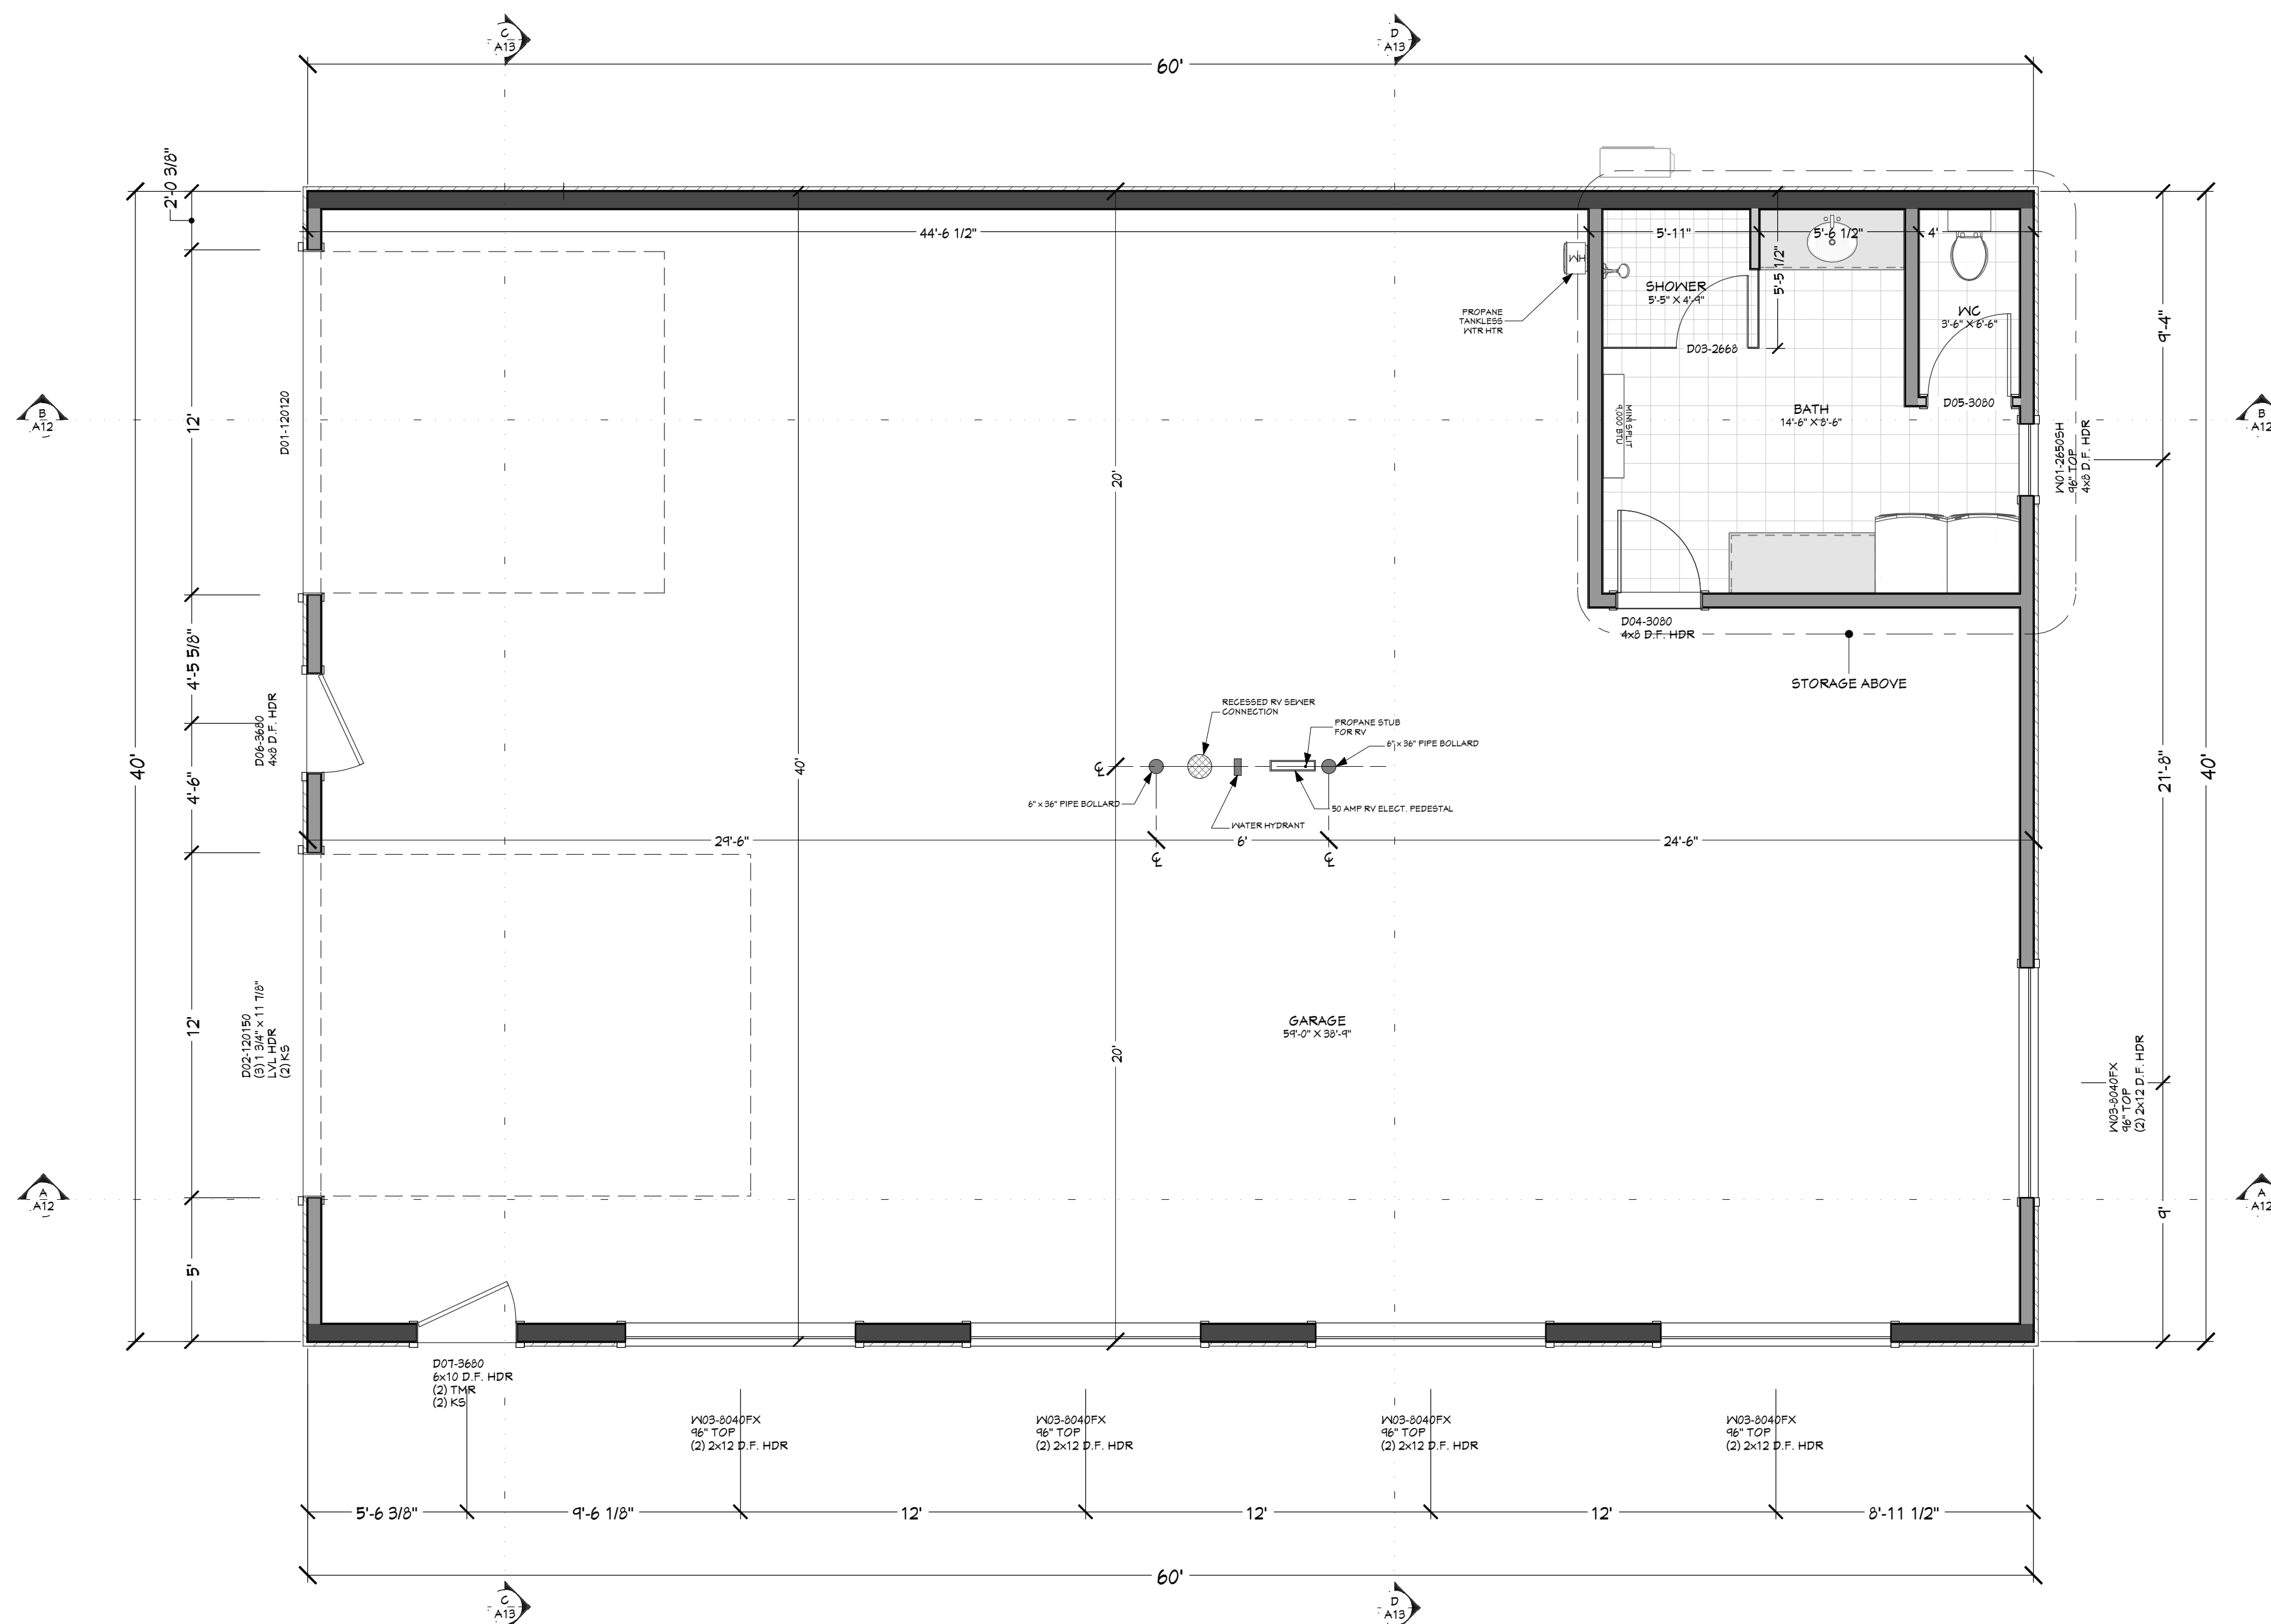 C
A13
D
A13
60'
2'-0 3/8"
44'-6 1/2"
5'-11"
5'-6 1/2"
4'
WH
5'-5 1/2"
SHOWER
5'-5" X 4'-9"
WC
3'-6" X 6'-6"
PROPANE
TANKLESS
WTR HTR
9'-4"
D03-2668
D01-120120
B
A12
12'
BATH
14'-6" X 8'-6"
D05-3080
MINI SPLIT
9,000 BTU
W01-2650SH
96" TOP
4x8 D.F. HDR
B
A12
20'
D04-3080
4x8 D.F. HDR
STORAGE ABOVE
4'-5 5/8"
D06-3680
4x8 D.F. HDR
RECESSED RV SEWER
CONNECTION
PROPANE STUB
FOR RV
6" x 36" PIPE BOLLARD
40'
40'
21'-8"
40'
4'-6"
6" x 36" PIPE BOLLARD
50 AMP RV ELECT. PEDESTAL
WATER HYDRANT
29'-6"
6'
24'-6"
12'
D02-120150
(3) 1 3/4" x 11 7/8"
LVL HDR
(2) KS
20'
GARAGE
59'-0" X 38'-9"
W03-8040FX
96" TOP
(2) 2x12 D.F. HDR
A
A12
A
A12
9'
5'
D07-3680
6x10 D.F. HDR
(2) TMR
(2) KS
W03-8040FX
96" TOP
(2) 2x12 D.F. HDR
W03-8040FX
96" TOP
(2) 2x12 D.F. HDR
W03-8040FX
96" TOP
(2) 2x12 D.F. HDR
W03-8040FX
96" TOP
(2) 2x12 D.F. HDR
5'-6 3/8"
9'-6 1/8"
12'
12'
12'
8'-11 1/2"
60'
C
A13
D
A13